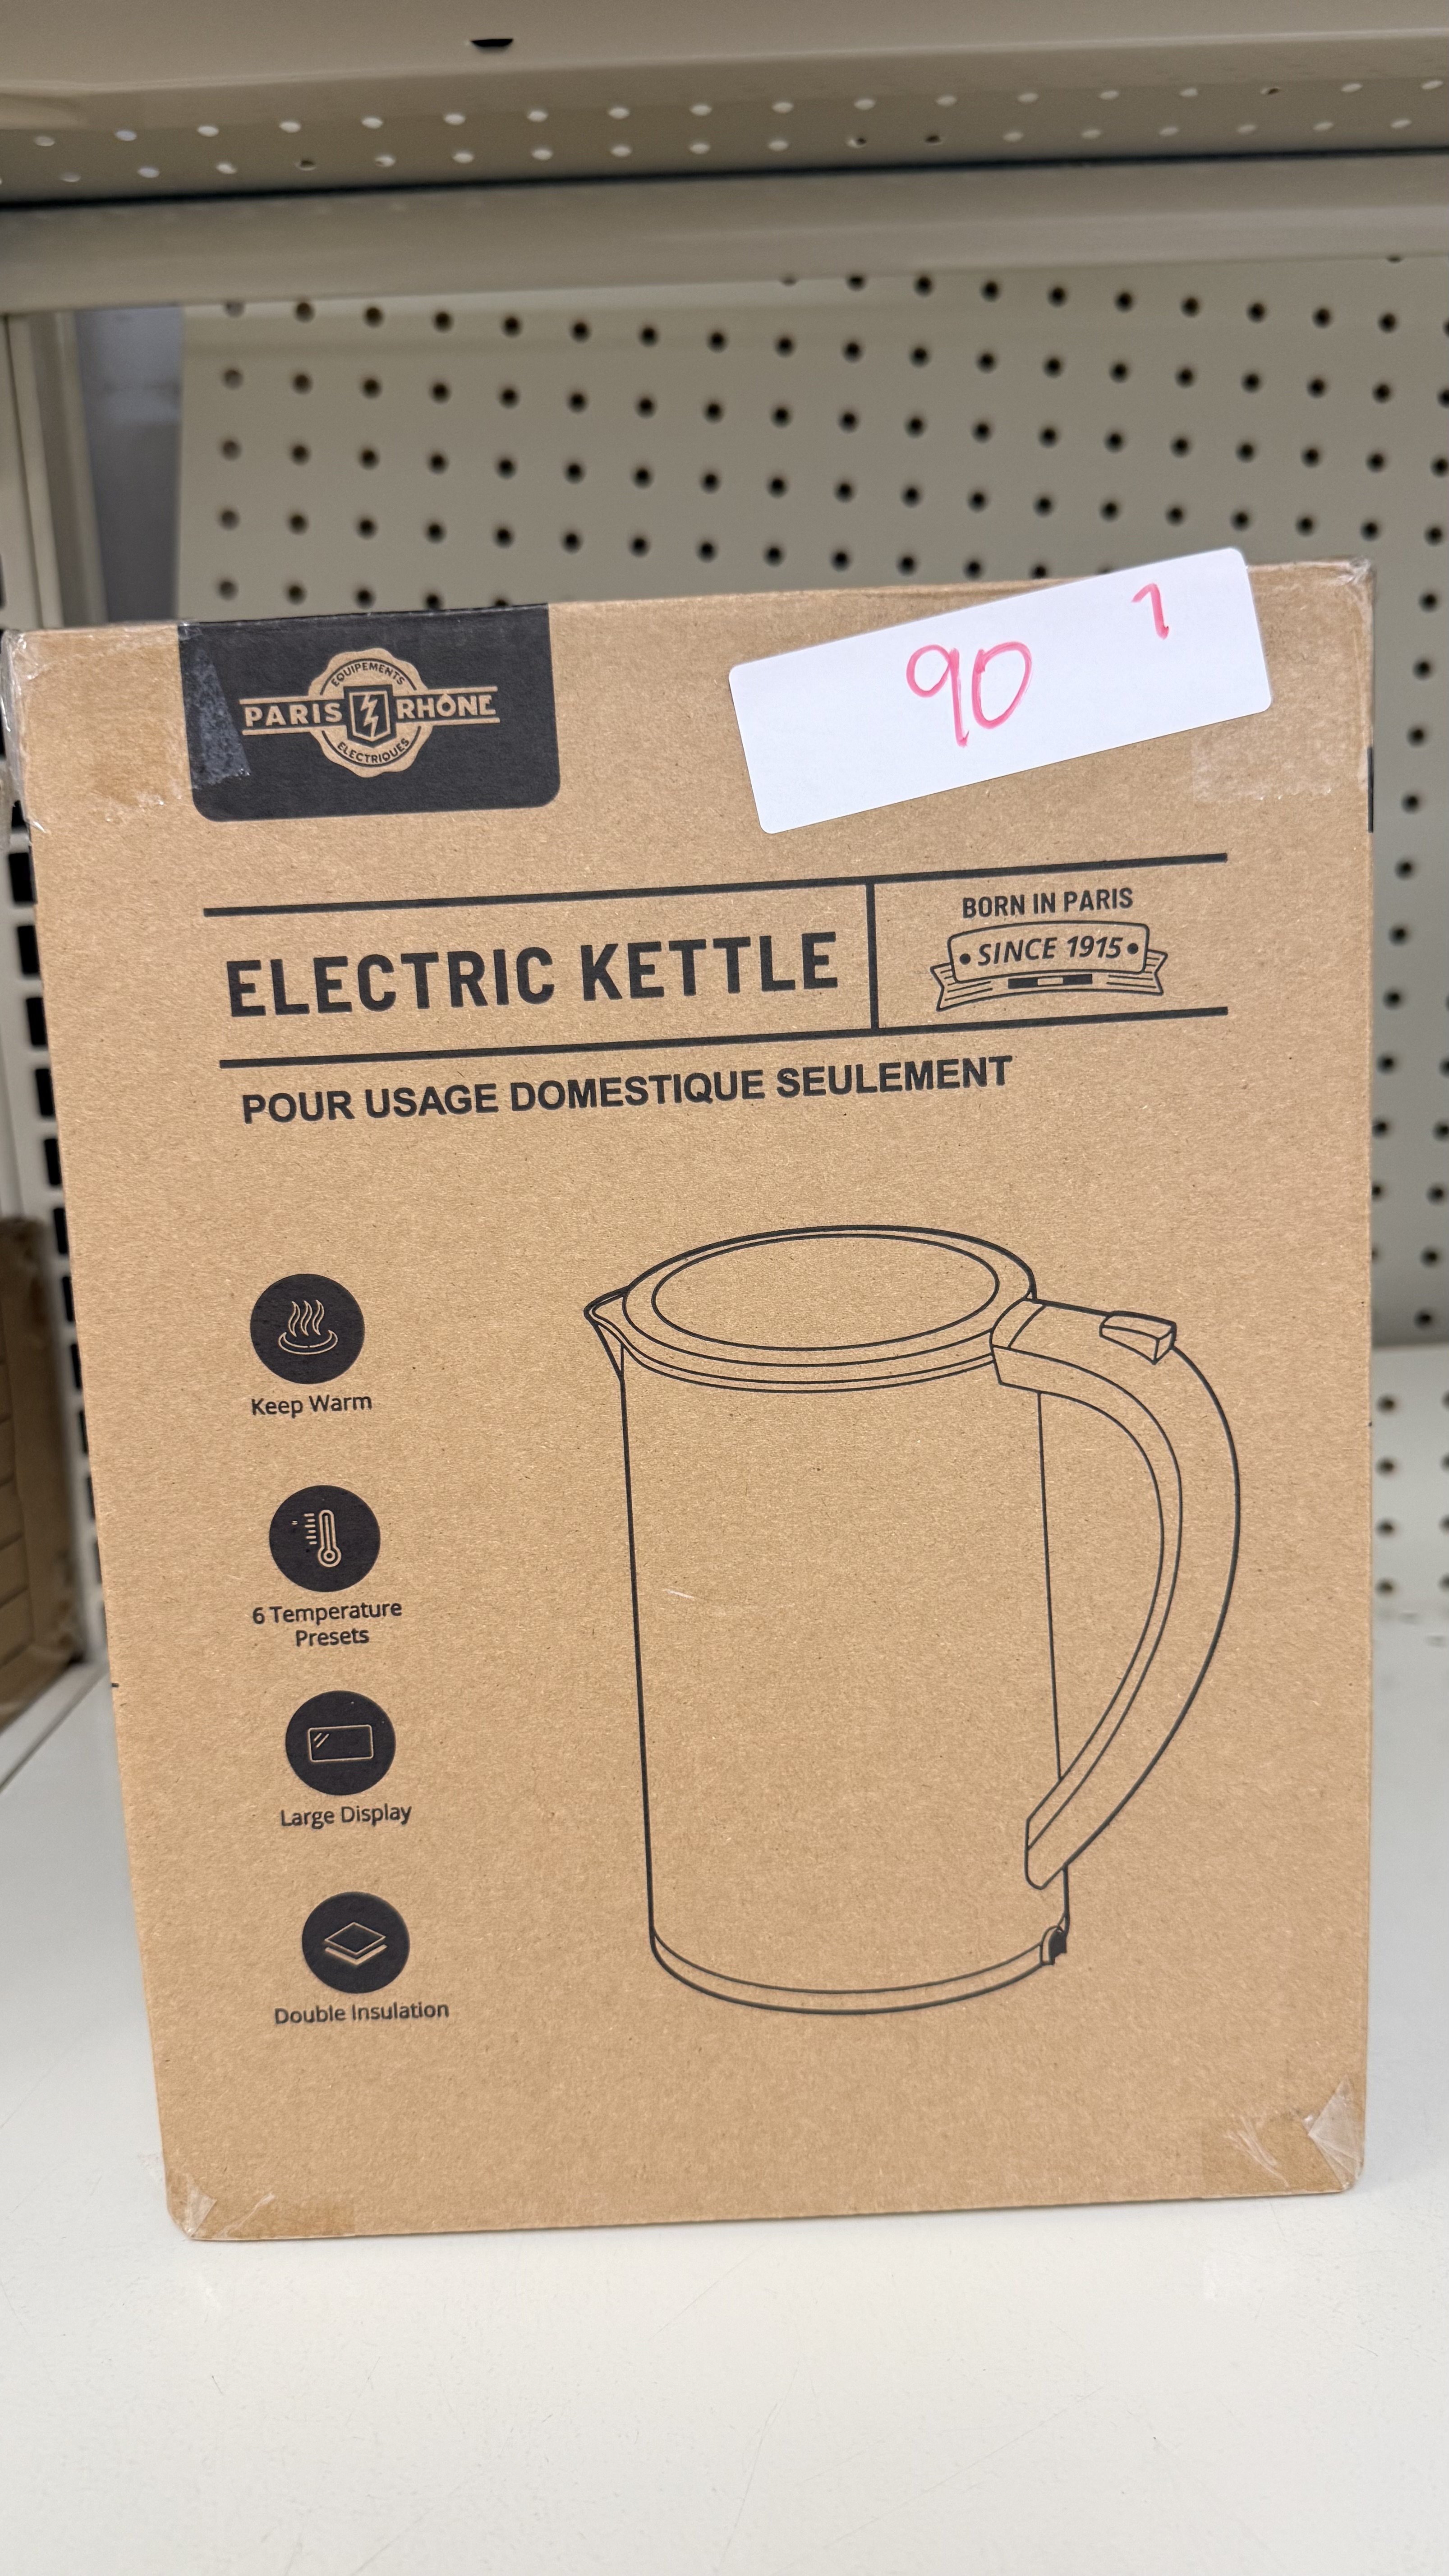 90
1
EQUIPEMENTS
PARIS RHÔNE
ELECTRIQUES
ELECTRIC KETTLE
BORN IN PARIS
• SINCE 1915 •
POUR USAGE DOMESTIQUE SEULEMENT
Keep Warm
6 Temperature
Presets
Large Display
Double Insulation